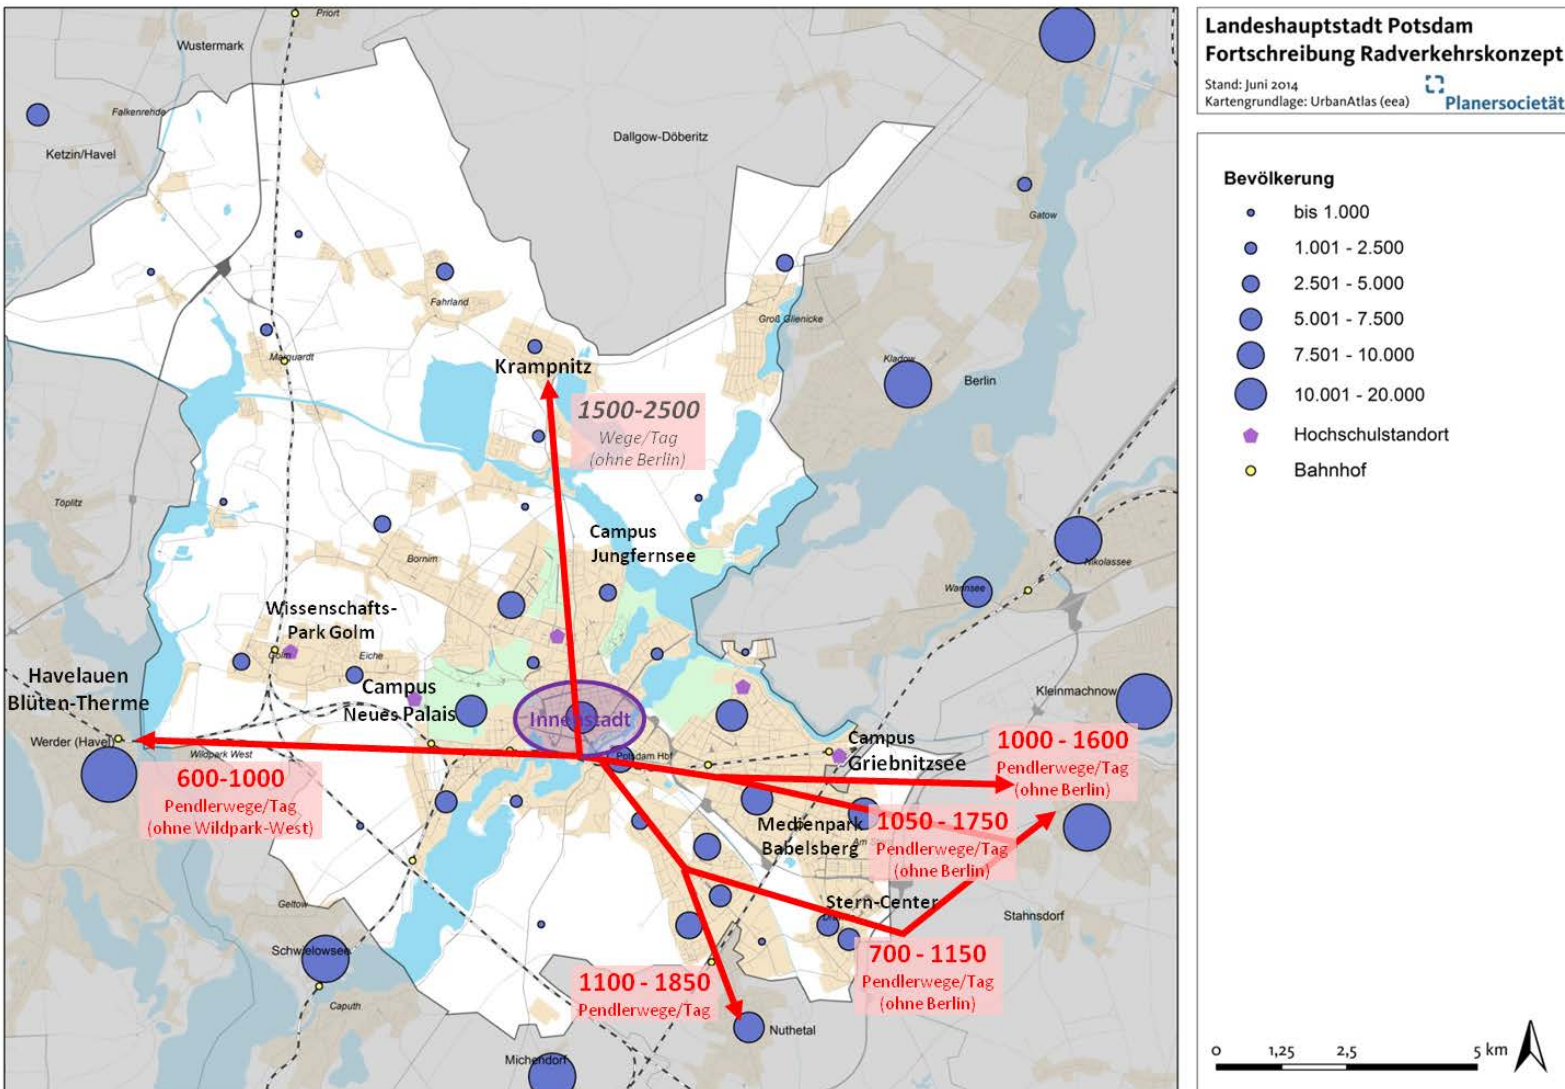 Landeshauptstadt Potsdam
Fortschreibung Radverkehrskonzept
Stand: Juni 2014
Kartengrundlage: UrbanAtlas (eea)
Planersocietät
Bevölkerung
bis 1.000
1.001 - 2.500
2.501 - 5.000
5.001 - 7.500
7.501 - 10.000
10.001 - 20.000
Hochschulstandort
Bahnhof
0 1,25 2,5 5 km
Priort
Wustermark
Falkenrehde
Ketzin/Havel
Dallgow-Döberitz
Gatow
Fahrland
Groß Glienicke
Marquardt
Krampnitz
Kladow
Berlin
1500-2500
Wege/Tag
(ohne Berlin)
Töplitz
Campus
Jungfernsee
Bornim
Nikolassee
Wannsee
Wissenschafts-
Park Golm
Golm
Eiche
Havelauen
Blüten-Therme
Campus
Neues Palais
Kleinmachnow
Innenstadt
Werder (Havel)
Wildpark West
Potsdam Hbf
Campus
Griebnitzsee
1000 - 1600
Pendlerwege/Tag
(ohne Berlin)
600-1000
Pendlerwege/Tag
(ohne Wildpark-West)
Medienpark
Babelsberg
1050 - 1750
Pendlerwege/Tag
(ohne Berlin)
Stern-Center
Geltow
Stahnsdorf
Schwielowsee
700 - 1150
Pendlerwege/Tag
(ohne Berlin)
1100 - 1850
Pendlerwege/Tag
Caputh
Nuthetal
Michendorf